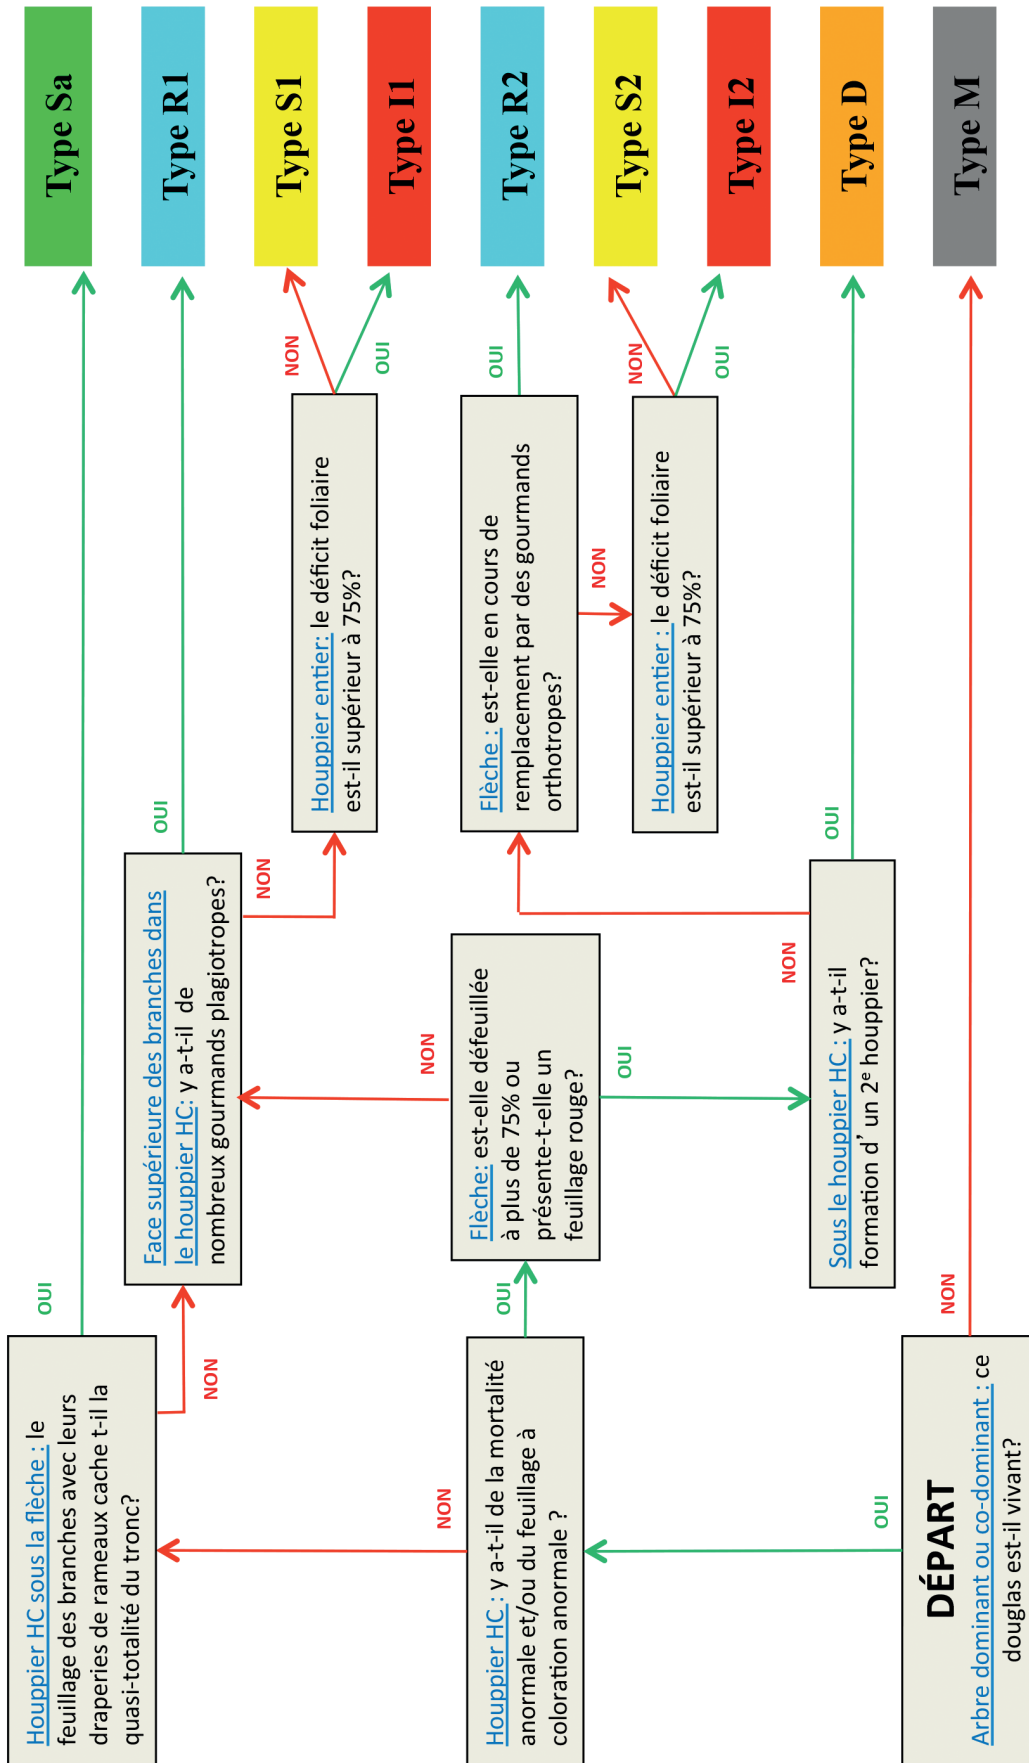 Houppier HC sous la flèche : le
feuillage des branches avec leurs
draperies de rameaux cache t-il la
quasi-totalité du tronc?
OUI
NON
Type Sa
Face supérieure des branches dans
le houppier HC: y a-t-il de
nombreux gourmands plagiotropes?
OUI
NON
Type R1
Houppier entier: le déficit foliaire
est-il supérieur à 75%?
NON
OUI
Type S1
Type I1
Houppier HC : y a-t-il de la mortalité
anormale et/ou du feuillage à
coloration anormale ?
NON
OUI
Flèche: est-elle défeuillée
à plus de 75% ou
présente-t-elle un
feuillage rouge?
NON
OUI
Flèche : est-elle en cours de
remplacement par des gourmands
orthotropes?
OUI
NON
Type R2
Houppier entier : le déficit foliaire
est-il supérieur à 75%?
NON
OUI
Type S2
Type I2
Sous le houppier HC : y a-t-il
formation d’ un 2e houppier?
NON
OUI
Type D
DÉPART
Arbre dominant ou co-dominant : ce
douglas est-il vivant?
OUI
NON
Type M